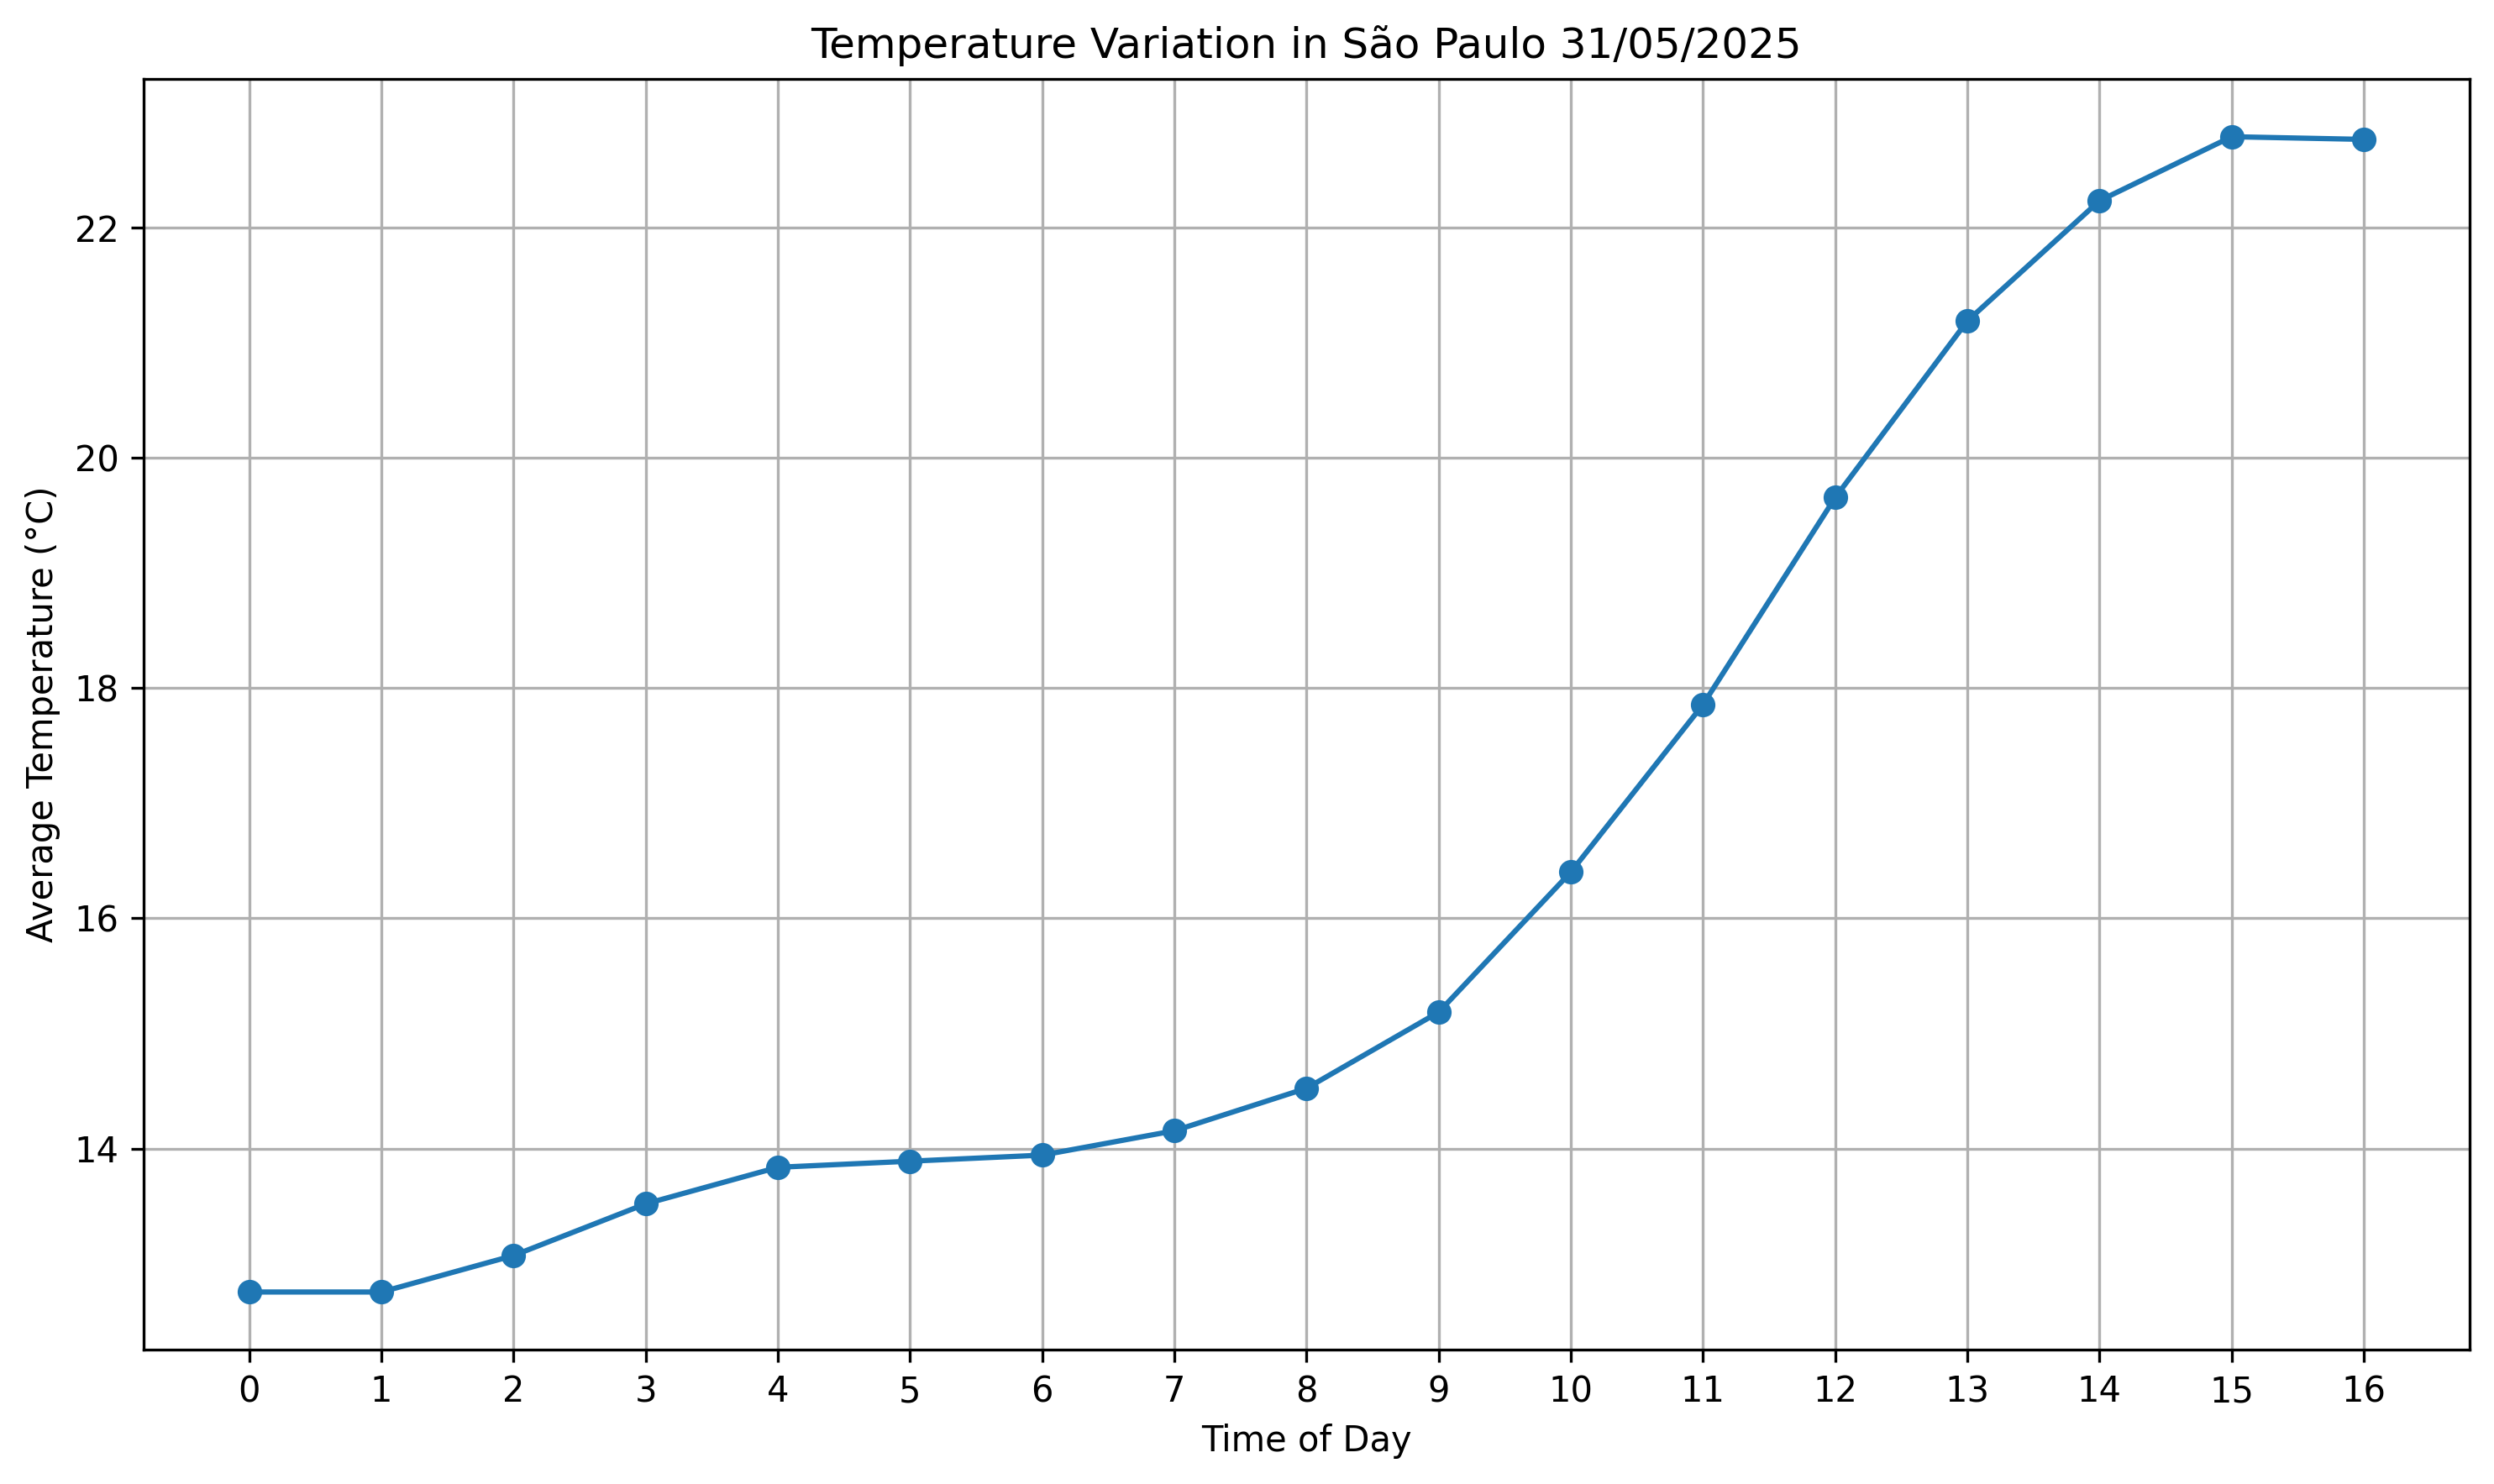 Temperature Variation in São Paulo 31/05/2025
Average Temperature (°C)
22
20
18
16
14
0 1 2 3 4 5 6 7 8 9 10 11 12 13 14 15 16
Time of Day